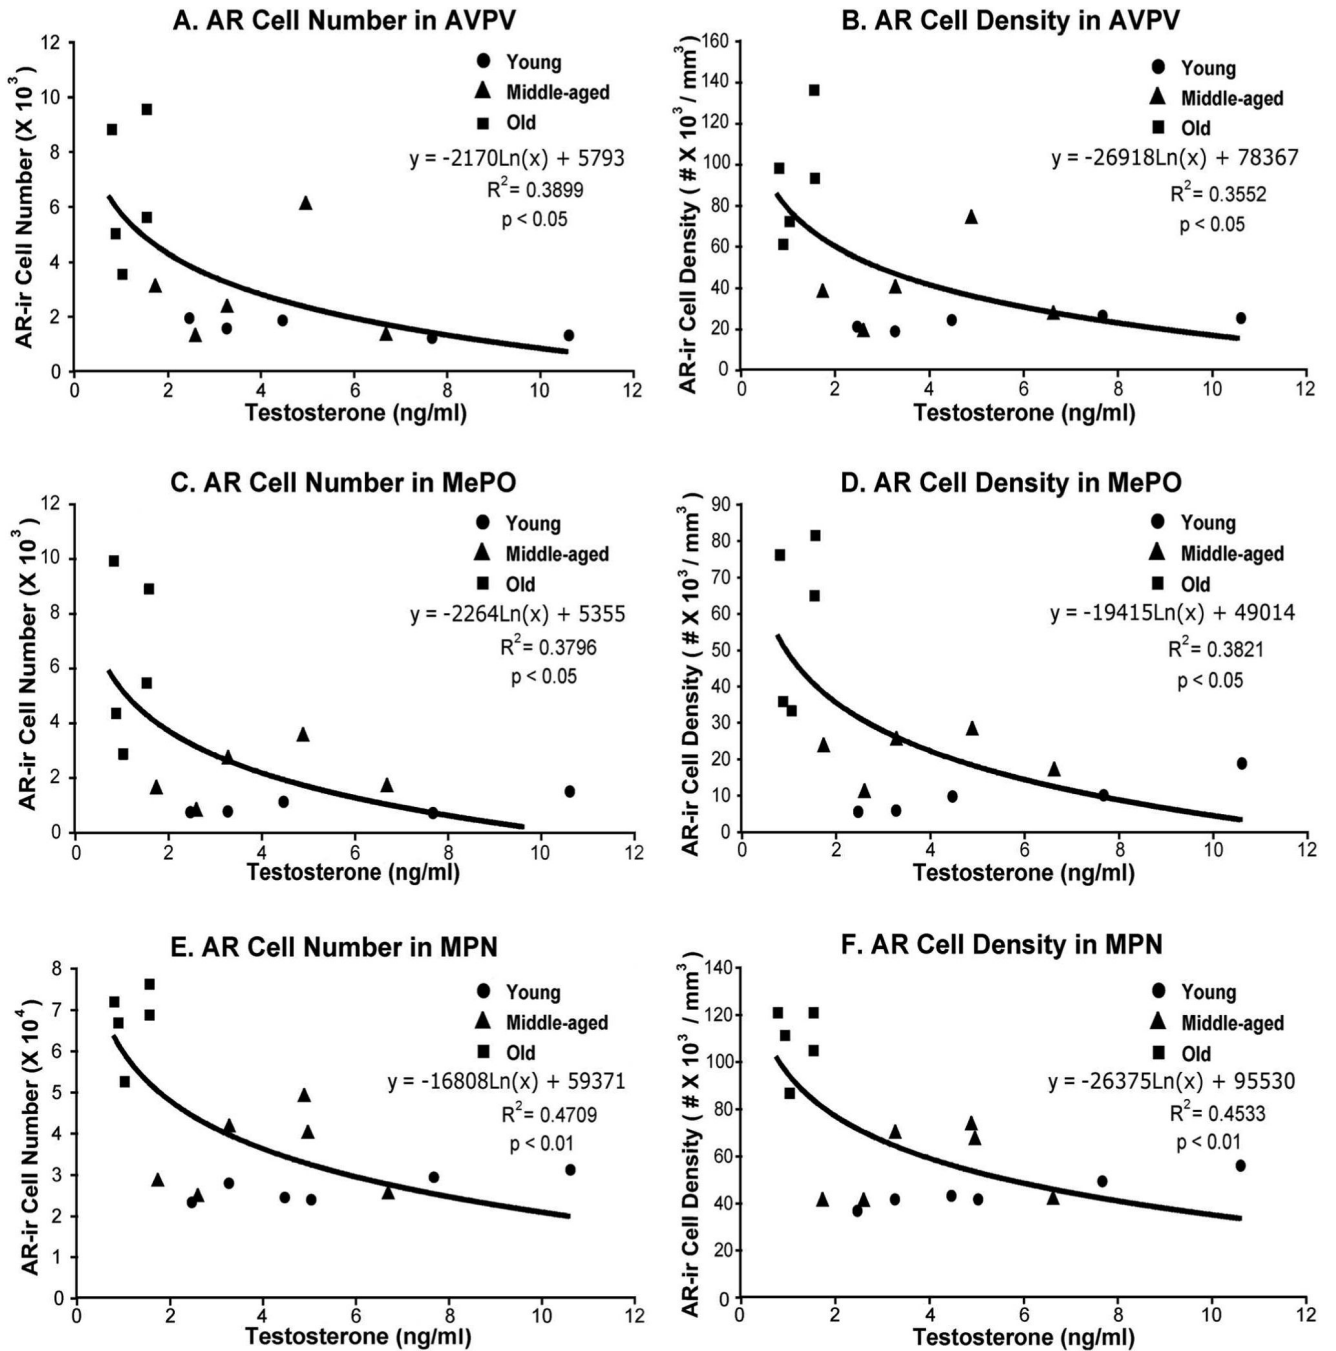 A. AR Cell Number in AVPV
AR-ir Cell Number (X 10³)
12
10
8
6
4
2
0
0 2 4 6 8 10 12
Testosterone (ng/ml)
Young
Middle-aged
Old
y = -2170Ln(x) + 5793
R² = 0.3899
p < 0.05
B. AR Cell Density in AVPV
AR-ir Cell Density ( # X 10³ / mm³)
160
140
120
100
80
60
40
20
0
0 2 4 6 8 10 12
Testosterone (ng/ml)
Young
Middle-aged
Old
y = -26918Ln(x) + 78367
R² = 0.3552
p < 0.05
C. AR Cell Number in MePO
AR-ir Cell Number (X 10³)
12
10
8
6
4
2
0
0 2 4 6 8 10 12
Testosterone (ng/ml)
Young
Middle-aged
Old
y = -2264Ln(x) + 5355
R² = 0.3796
p < 0.05
D. AR Cell Density in MePO
AR-ir Cell Density ( # X 10³ / mm³)
90
80
70
60
50
40
30
20
10
0
0 2 4 6 8 10 12
Testosterone (ng/ml)
Young
Middle-aged
Old
y = -19415Ln(x) + 49014
R² = 0.3821
p < 0.05
E. AR Cell Number in MPN
AR-ir Cell Number (X 10⁴)
8
7
6
5
4
3
2
1
0
0 2 4 6 8 10 12
Testosterone (ng/ml)
Young
Middle-aged
Old
y = -16808Ln(x) + 59371
R² = 0.4709
p < 0.01
F. AR Cell Density in MPN
AR-ir Cell Density ( # X 10³ / mm³)
140
120
100
80
60
40
20
0
0 2 4 6 8 10 12
Testosterone (ng/ml)
Young
Middle-aged
Old
y = -26375Ln(x) + 95530
R² = 0.4533
p < 0.01